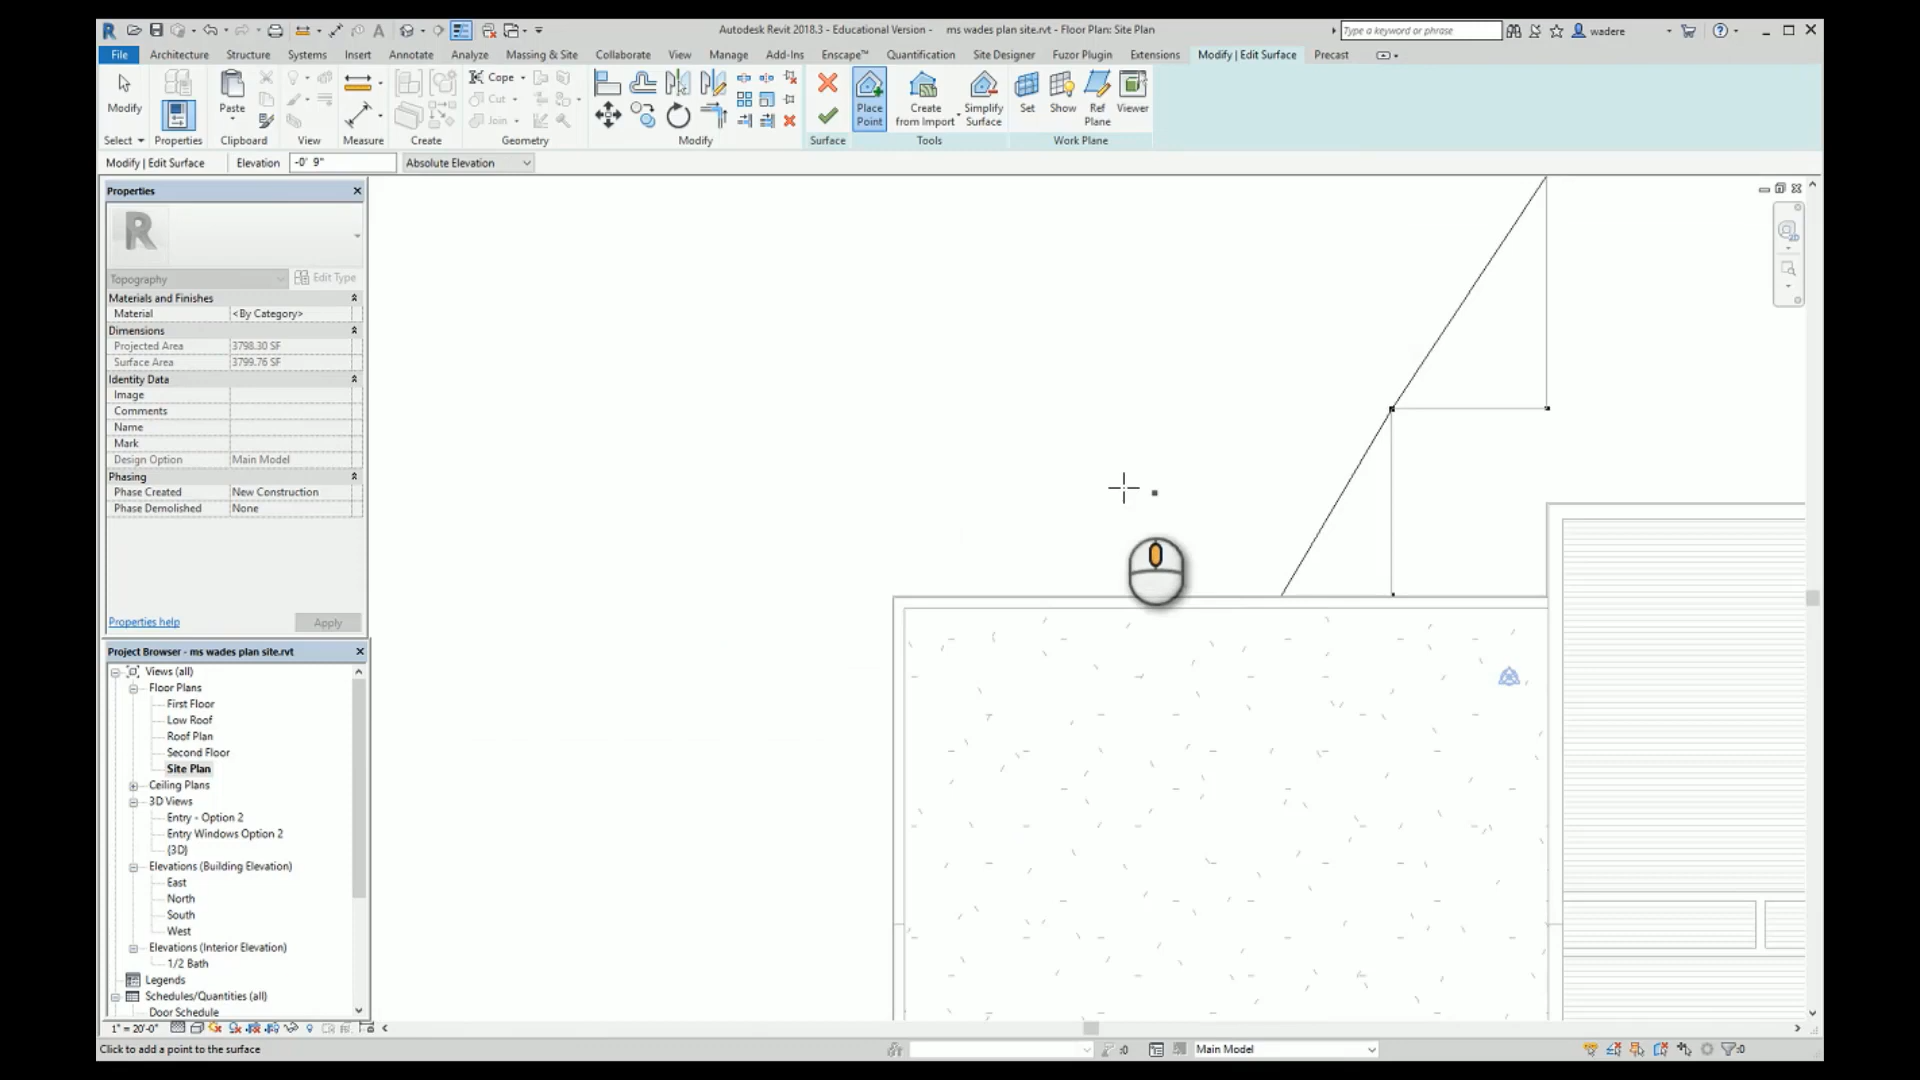 Autodesk Revit 2018.3 - Educational Version - ms wades plan site.rvt - Floor Plan: Site Plan
Type a keyword or phrase
wadere
File Architecture Structure Systems Insert Annotate Analyze Massing & Site Collaborate View Manage Add-Ins Enscape™ Quantification Site Designer Fuzor Plugin Extensions Modify | Edit Surface Precast
Modify
Paste
Cope
Cut
Join
Place Point
Create from Import
Simplify Surface
Set
Show
Ref Plane
Viewer
Select Properties Clipboard View Measure Create Geometry Modify Surface Tools Work Plane
Modify | Edit Surface Elevation -0' 9" Absolute Elevation
Properties
R
Topography Edit Type
Materials and Finishes
Material <By Category>
Dimensions
Projected Area 3798.30 SF
Surface Area 3799.76 SF
Identity Data
Image
Comments
Name
Mark
Design Option Main Model
Phasing
Phase Created New Construction
Phase Demolished None
Properties help Apply
Project Browser - ms wades plan site.rvt
Views (all)
Floor Plans
First Floor
Low Roof
Roof Plan
Second Floor
Site Plan
Ceiling Plans
3D Views
Entry - Option 2
Entry Windows Option 2
{3D}
Elevations (Building Elevation)
East
North
South
West
Elevations (Interior Elevation)
1/2 Bath
Legends
Schedules/Quantities (all)
Door Schedule
1" = 20'-0"
Click to add a point to the surface
:0
Main Model
:0